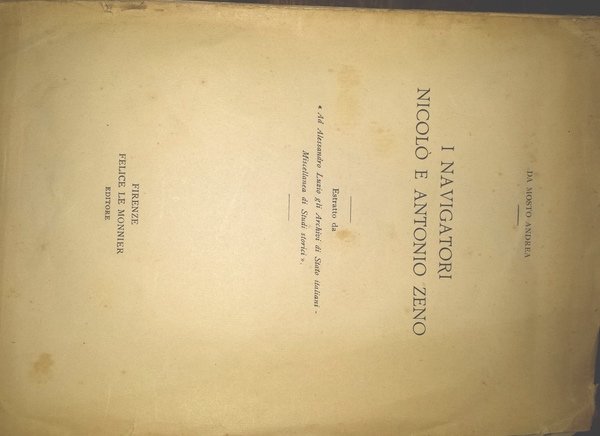 DA MOSTO ANDREA
I NAVIGATORI
NICOLÒ E ANTONIO ZENO
Estratto da
« Ad Alessandro Luzio gli Archivi di Stato italiani -
Miscellanea di Studi storici ».
FIRENZE
FELICE LE MONNIER
EDITORE